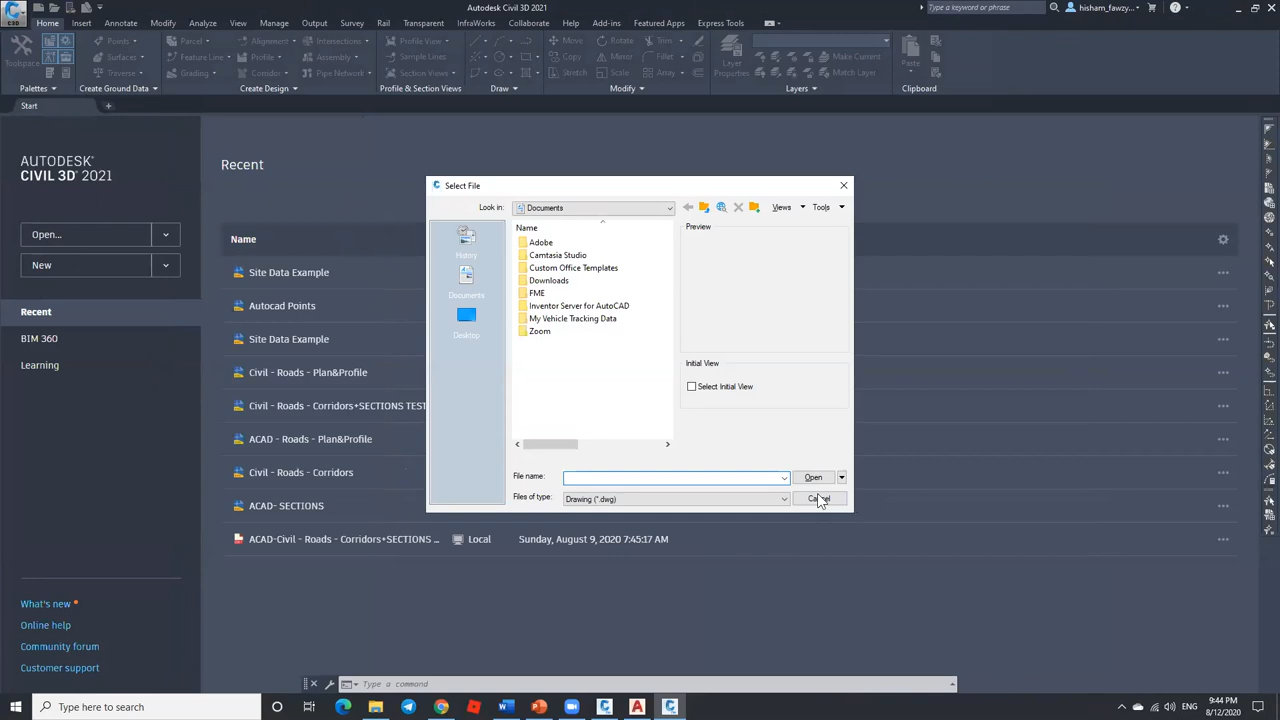 Autodesk Civil 3D 2021
Type a keyword or phrase
hisham_fawzy...
Home Insert Annotate Modify Analyze View Manage Output Survey Rail Transparent InfraWorks Collaborate Help Add-ins Featured Apps Express Tools
Toolspace
Palettes
Points
Surfaces
Traverse
Create Ground Data
Parcel
Feature Line
Grading
Alignment
Profile
Corridor
Intersections
Assembly
Pipe Network
Create Design
Profile View
Sample Lines
Section Views
Profile & Section Views
Draw
Move
Copy
Stretch
Rotate
Mirror
Scale
Trim
Fillet
Array
Modify
Layer
Properties
Make Current
Match Layer
Layers
Paste
Clipboard
Start
AUTODESK®
CIVIL 3D® 2021
Open...
New
Recent
BIM 360
Learning
What's new
Online help
Community forum
Customer support
Recent
Name
Site Data Example
Autocad Points
Site Data Example
Civil - Roads - Plan&Profile
Civil - Roads - Corridors+SECTIONS TEST
ACAD - Roads - Plan&Profile
Civil - Roads - Corridors
ACAD- SECTIONS
ACAD-Civil - Roads - Corridors+SECTIONS ... Local Sunday, August 9, 2020 7:45:17 AM
Select File
Look in: Documents
Views Tools
History
Documents
Desktop
Name
Adobe
Camtasia Studio
Custom Office Templates
Downloads
FME
Inventor Server for AutoCAD
My Vehicle Tracking Data
Zoom
Preview
Initial View
Select Initial View
File name:
Open
Files of type: Drawing (*.dwg)
Cancel
Type a command
Type here to search
9:44 PM
8/12/2020